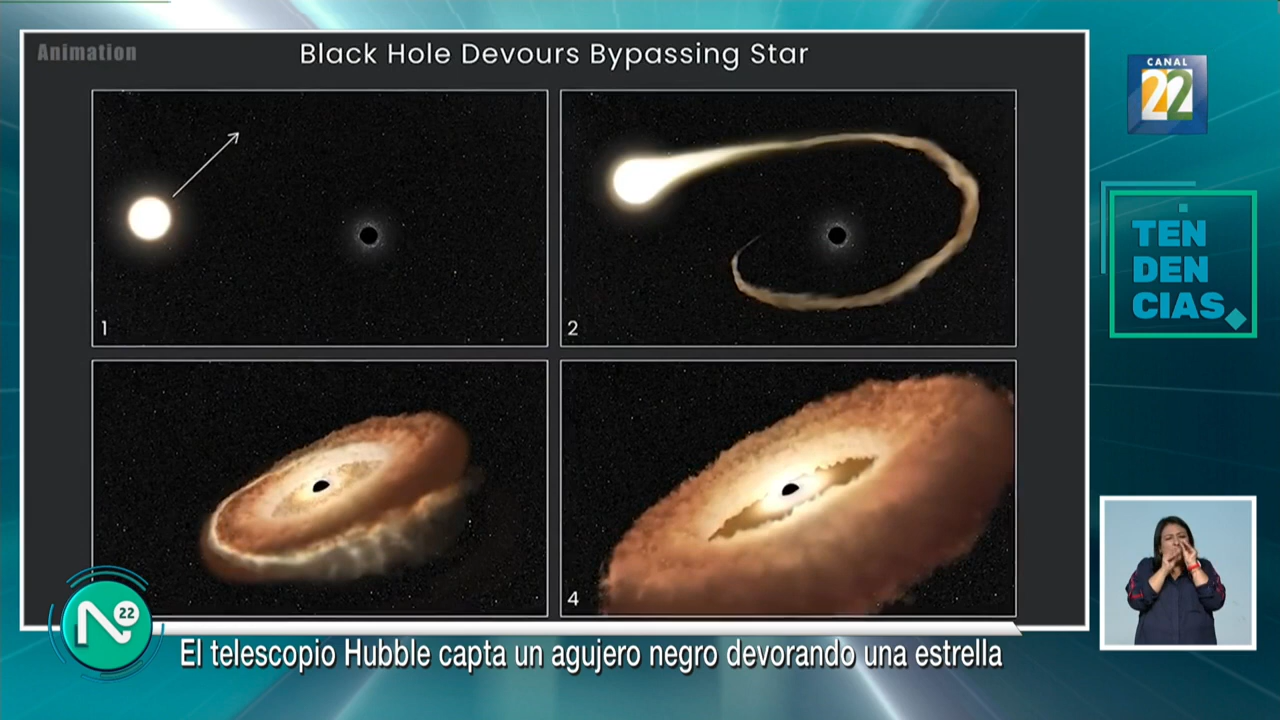 Animation
Black Hole Devours Bypassing Star
CANAL
22
1
2
TEN
DEN
CIAS
4
N22
El telescopio Hubble capta un agujero negro devorando una estrella